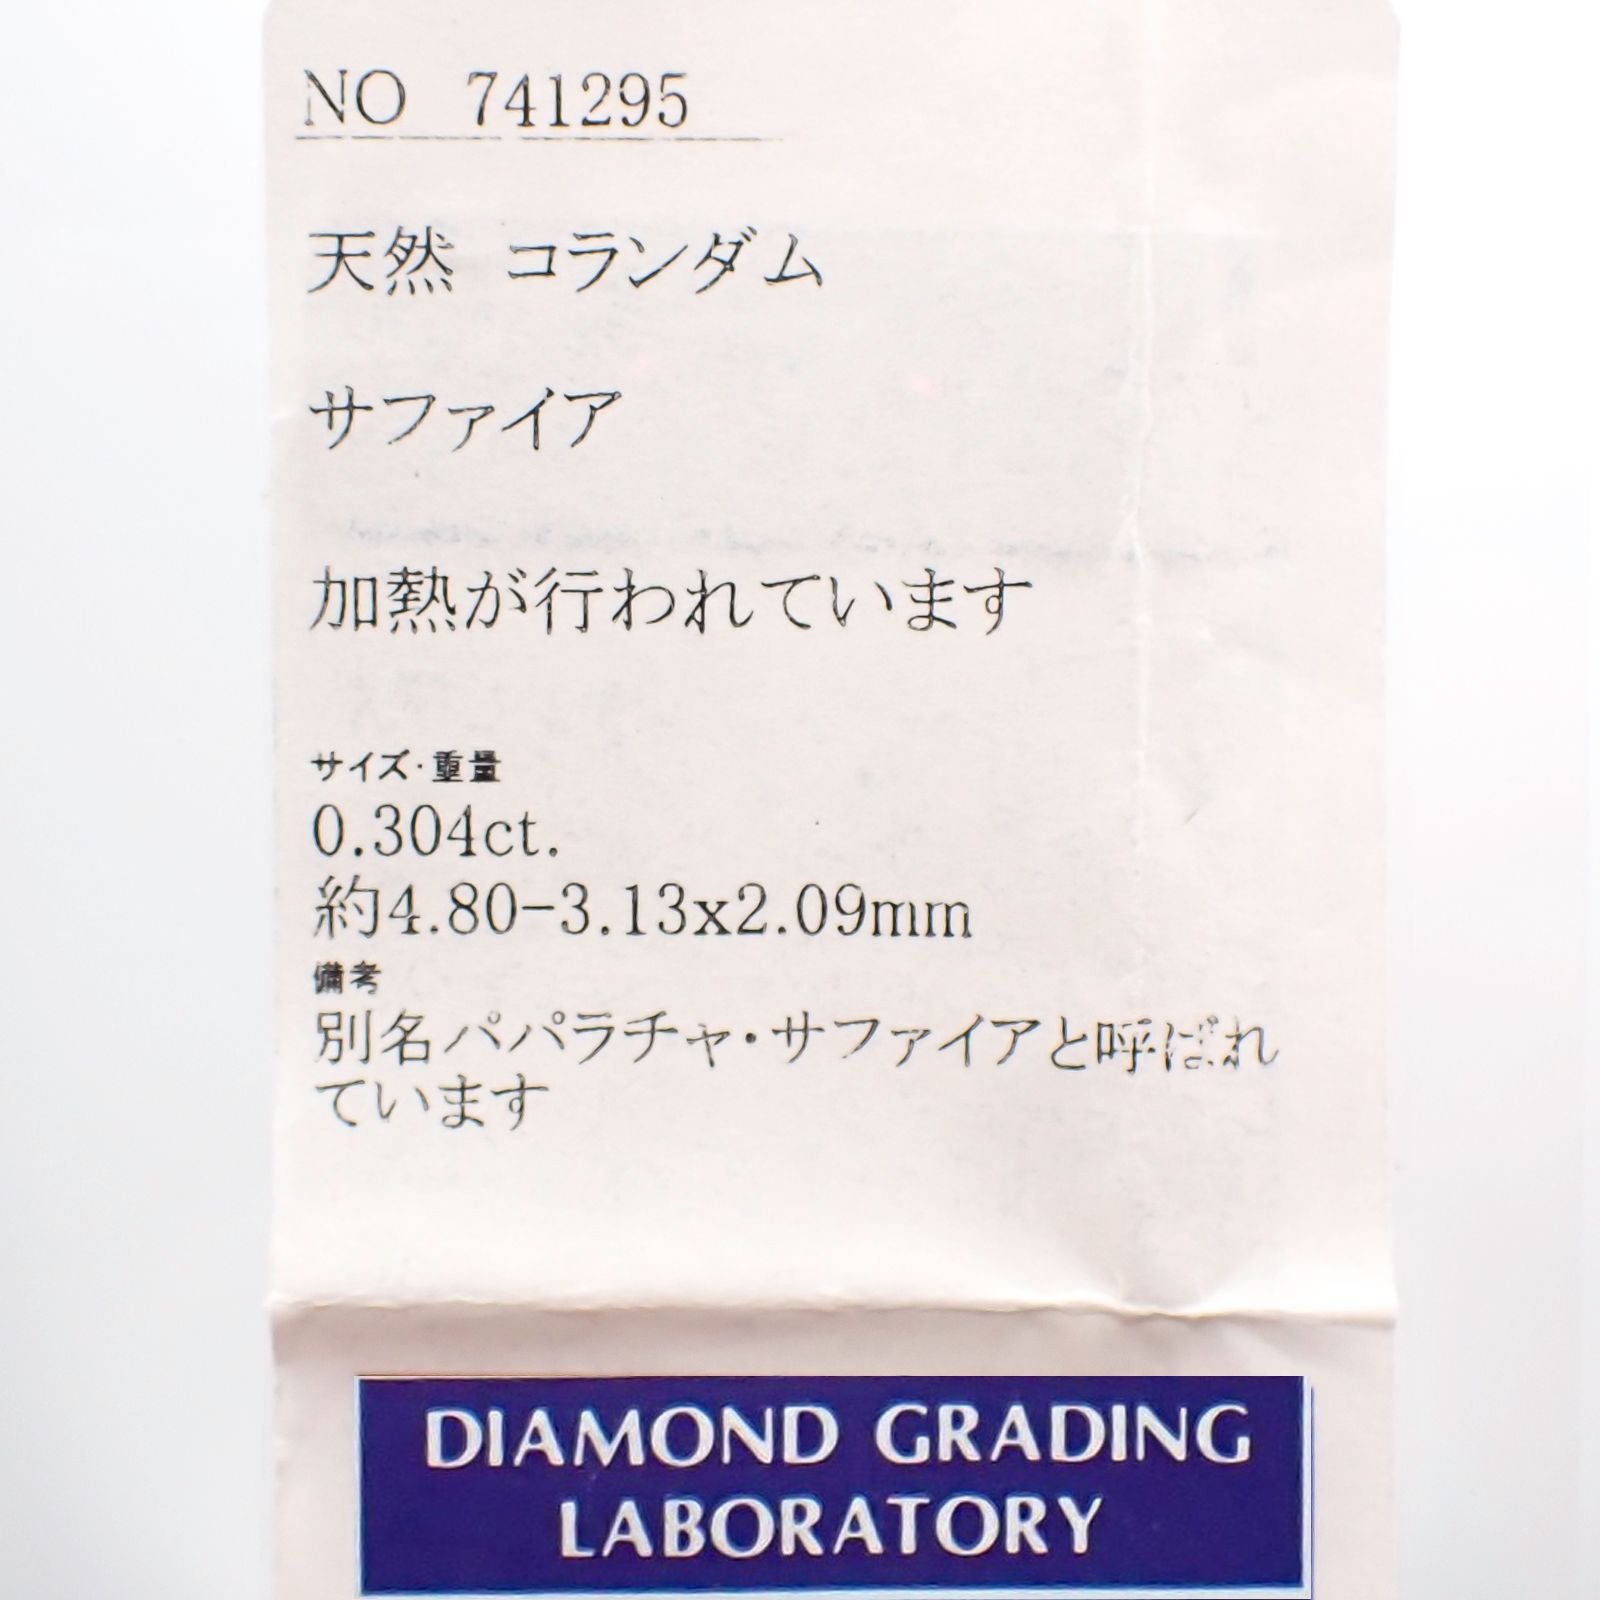 NO 741295
天然 コランダム
サファイア
加熱が行われています
サイズ・重量
0.304ct.
約4.80-3.13x2.09mm
備考
別名パパラチャ・サファイアと呼ばれ
ています
DIAMOND GRADING
LABORATORY